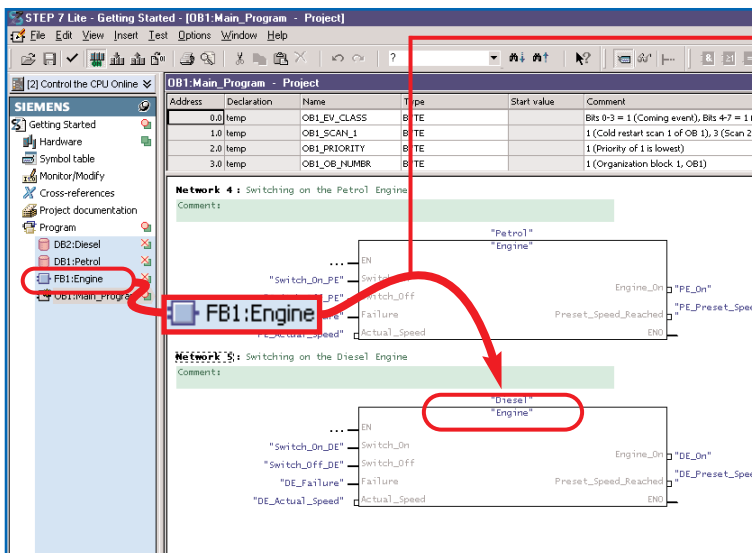 STEP 7 Lite - Getting Started - [OB1:Main_Program - Project]
File Edit View Insert Test Options Window Help
?
[2] Control the CPU Online
SIEMENS
Getting Started
Hardware
Symbol table
Monitor/Modify
Cross-references
Project documentation
Program
DB2:Diesel
DB1:Petrol
FB1:Engine
OB1:Main_Program
OB1:Main_Program - Project
Address Declaration Name Type Start value Comment
0.0 temp OB1_EV_CLASS BYTE Bits 0-3 = 1 (Coming event), Bits 4-7 = 1
1.0 temp OB1_SCAN_1 BYTE 1 (Cold restart scan 1 of OB 1), 3 (Scan 2
2.0 temp OB1_PRIORITY BYTE 1 (Priority of 1 is lowest)
3.0 temp OB1_OB_NUMBR BYTE 1 (Organization block 1, OB1)
Network 4 : Switching on the Petrol Engine
Comment:
"Petrol"
"Engine"
... EN
"Switch_On_PE"
Engine_On "PE_On"
Switch_Off
"PE_Preset_Spee
Failure Preset_Speed_Reached "
"PE_Actual_Speed" Actual_Speed ENO
FB1:Engine
Network 5 : Switching on the Diesel Engine
Comment:
"Diesel"
"Engine"
... EN
"Switch_On_DE" Switch_On
Engine_On "DE_On"
"Switch_Off_DE" Switch_Off
"DE_Preset_Spee
"DE_Failure" Failure Preset_Speed_Reached "
"DE_Actual_Speed" Actual_Speed ENO